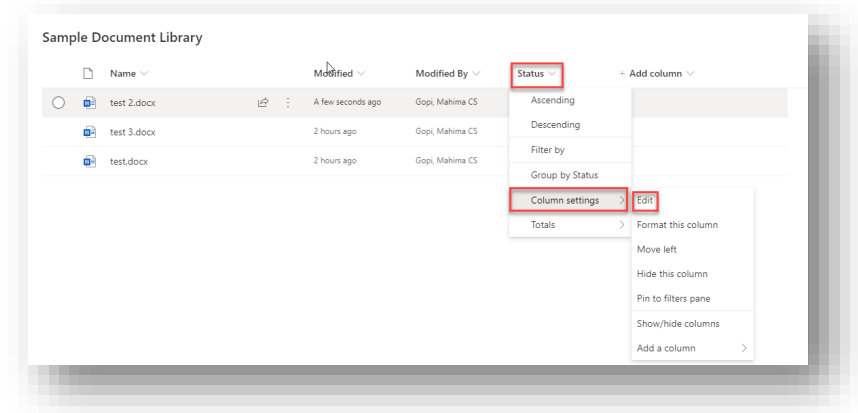 Sample Document Library
Name Modified Modified By Status + Add column
test 2.docx A few seconds ago Gopi, Mahima CS
Ascending
Descending
test 3.docx 2 hours ago Gopi, Mahima CS
Filter by
test.docx 2 hours ago Gopi, Mahima CS
Group by Status
Column settings
Edit
Totals
Format this column
Move left
Hide this column
Pin to filters pane
Show/hide columns
Add a column